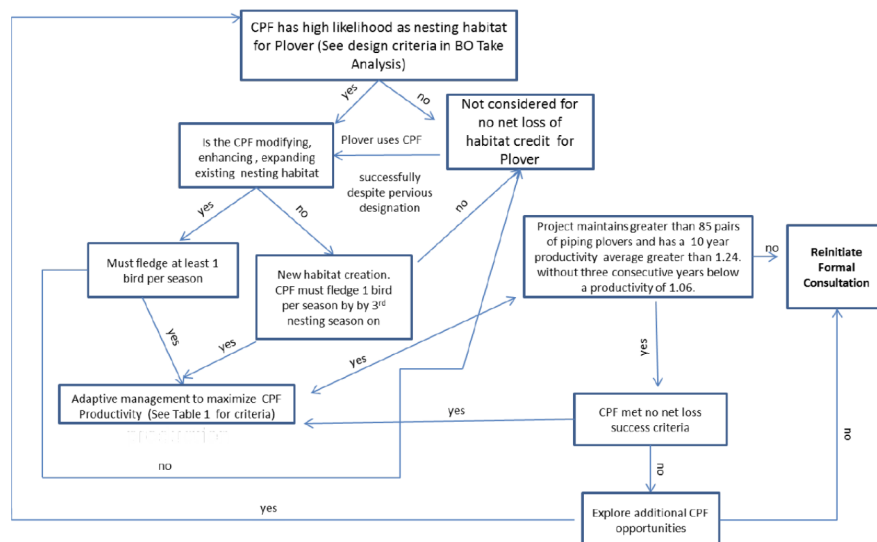 CPF has high likelihood as nesting habitat
for Plover (See design criteria in BO Take
Analysis)
yes
no
Not considered for
no net loss of
habitat credit for
Plover
Is the CPF modifying,
enhancing , expanding
existing nesting habitat
Plover uses CPF
successfully
despite pervious
designation
yes
no
no
Project maintains greater than 85 pairs
of piping plovers and has a 10 year
productivity average greater than 1.24.
without three consecutive years below
a productivity of 1.06.
no
Reinitiate
Formal
Consultation
Must fledge at least 1
bird per season
New habitat creation.
CPF must fledge 1 bird
per season by by 3rd
nesting season on
yes
yes
yes
yes
Adaptive management to maximize CPF
Productivity (See Table 1 for criteria)
yes
CPF met no net loss
success criteria
no
no
no
yes
Explore additional CPF
opportunities